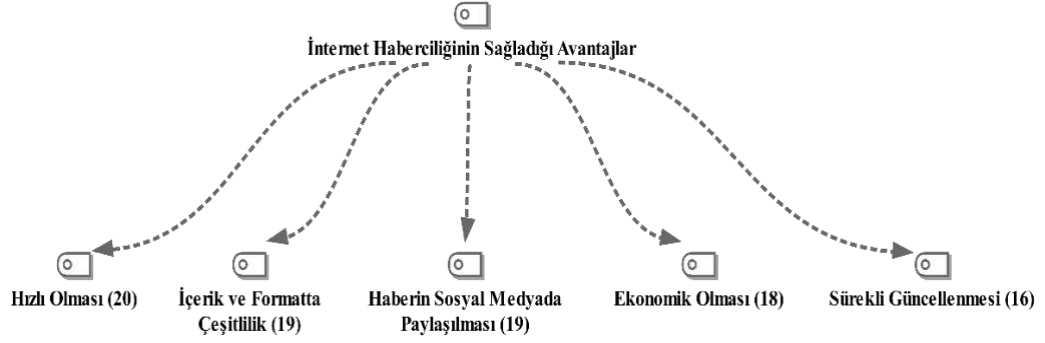 İnternet Haberciliğinin Sağladığı Avantajlar
Hızlı Olması (20)
İçerik ve Formatta
Çeşitlilik (19)
Haberin Sosyal Medyada
Paylaşılması (19)
Ekonomik Olması (18)
Sürekli Güncellenmesi (16)